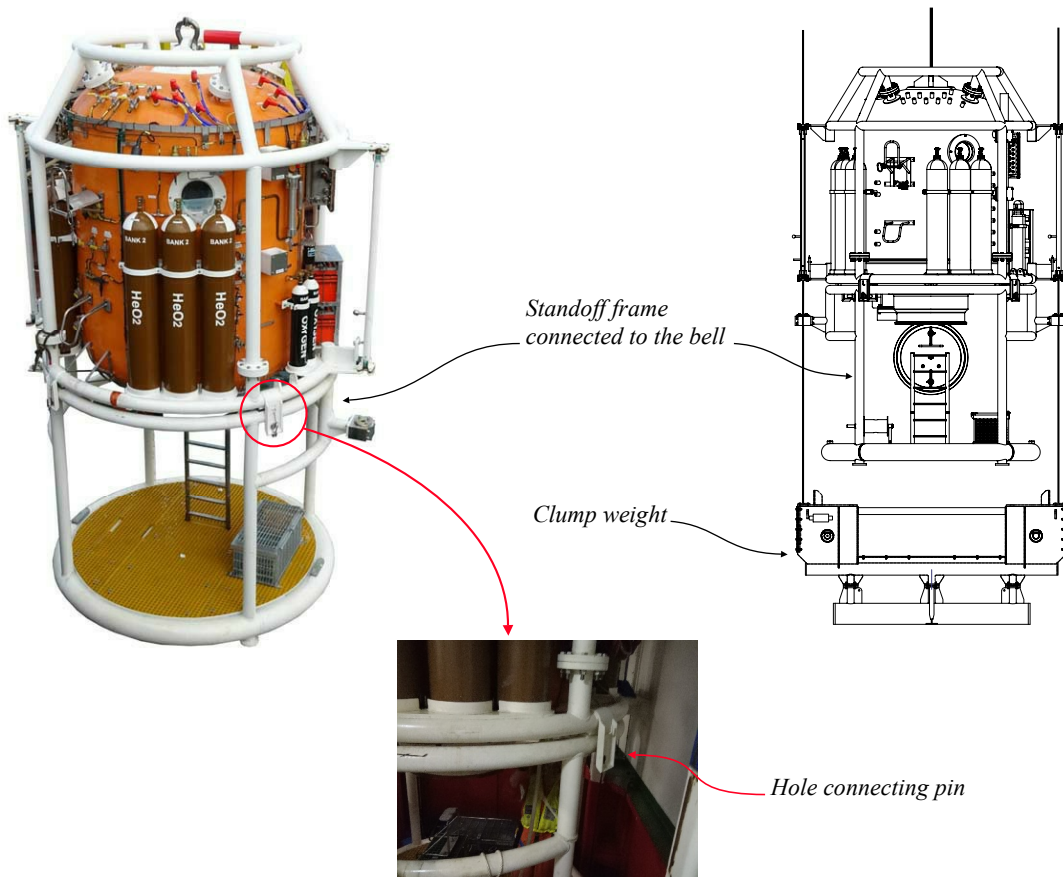 BANK 2
BANK 2
BANK 2
HeO2
HeO2
HeO2
OXYGEN
Standoff frame
connected to the bell
Clump weight
Hole connecting pin